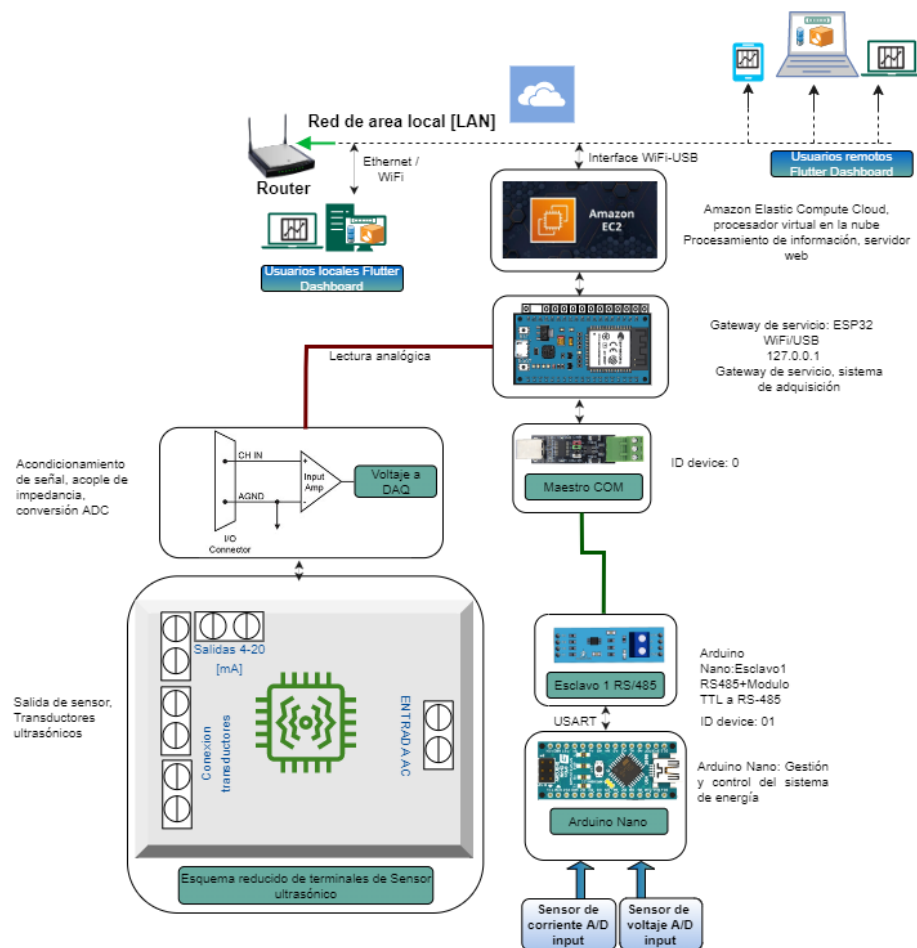 Red de area local [LAN]
Router
Ethernet /
WiFi
Interface WiFi-USB
Usuarios remotos
Flutter Dashboard
Usuarios locales Flutter
Dashboard
Amazon
EC2
Amazon Elastic Compute Cloud,
procesador virtual en la nube
Procesamiento de información, servidor
web
Gateway de servicio: ESP32
WiFi/USB
127.0.0.1
Gateway de servicio, sistema
de adquisición
Lectura analógica
Acondicionamiento
de señal, acople de
impedancia,
conversión ADC
CH IN
+
Input
Amp
AGND
-
I/O
Connector
Voltaje a
DAQ
Maestro COM
ID device: 0
Salida de sensor,
Transductores
ultrasónicos
Salidas 4-20
[mA]
Conexion
transductores
ENTRADA AC
Esquema reducido de terminales de Sensor
ultrasónico
Esclavo 1 RS/485
Arduino
Nano:Esclavo1
RS485+Modulo
TTL a RS-485
USART
ID device: 01
Arduino Nano: Gestión
y control del sistema
de energía
Arduino Nano
Sensor de
corriente A/D
input
Sensor de
voltaje A/D
input